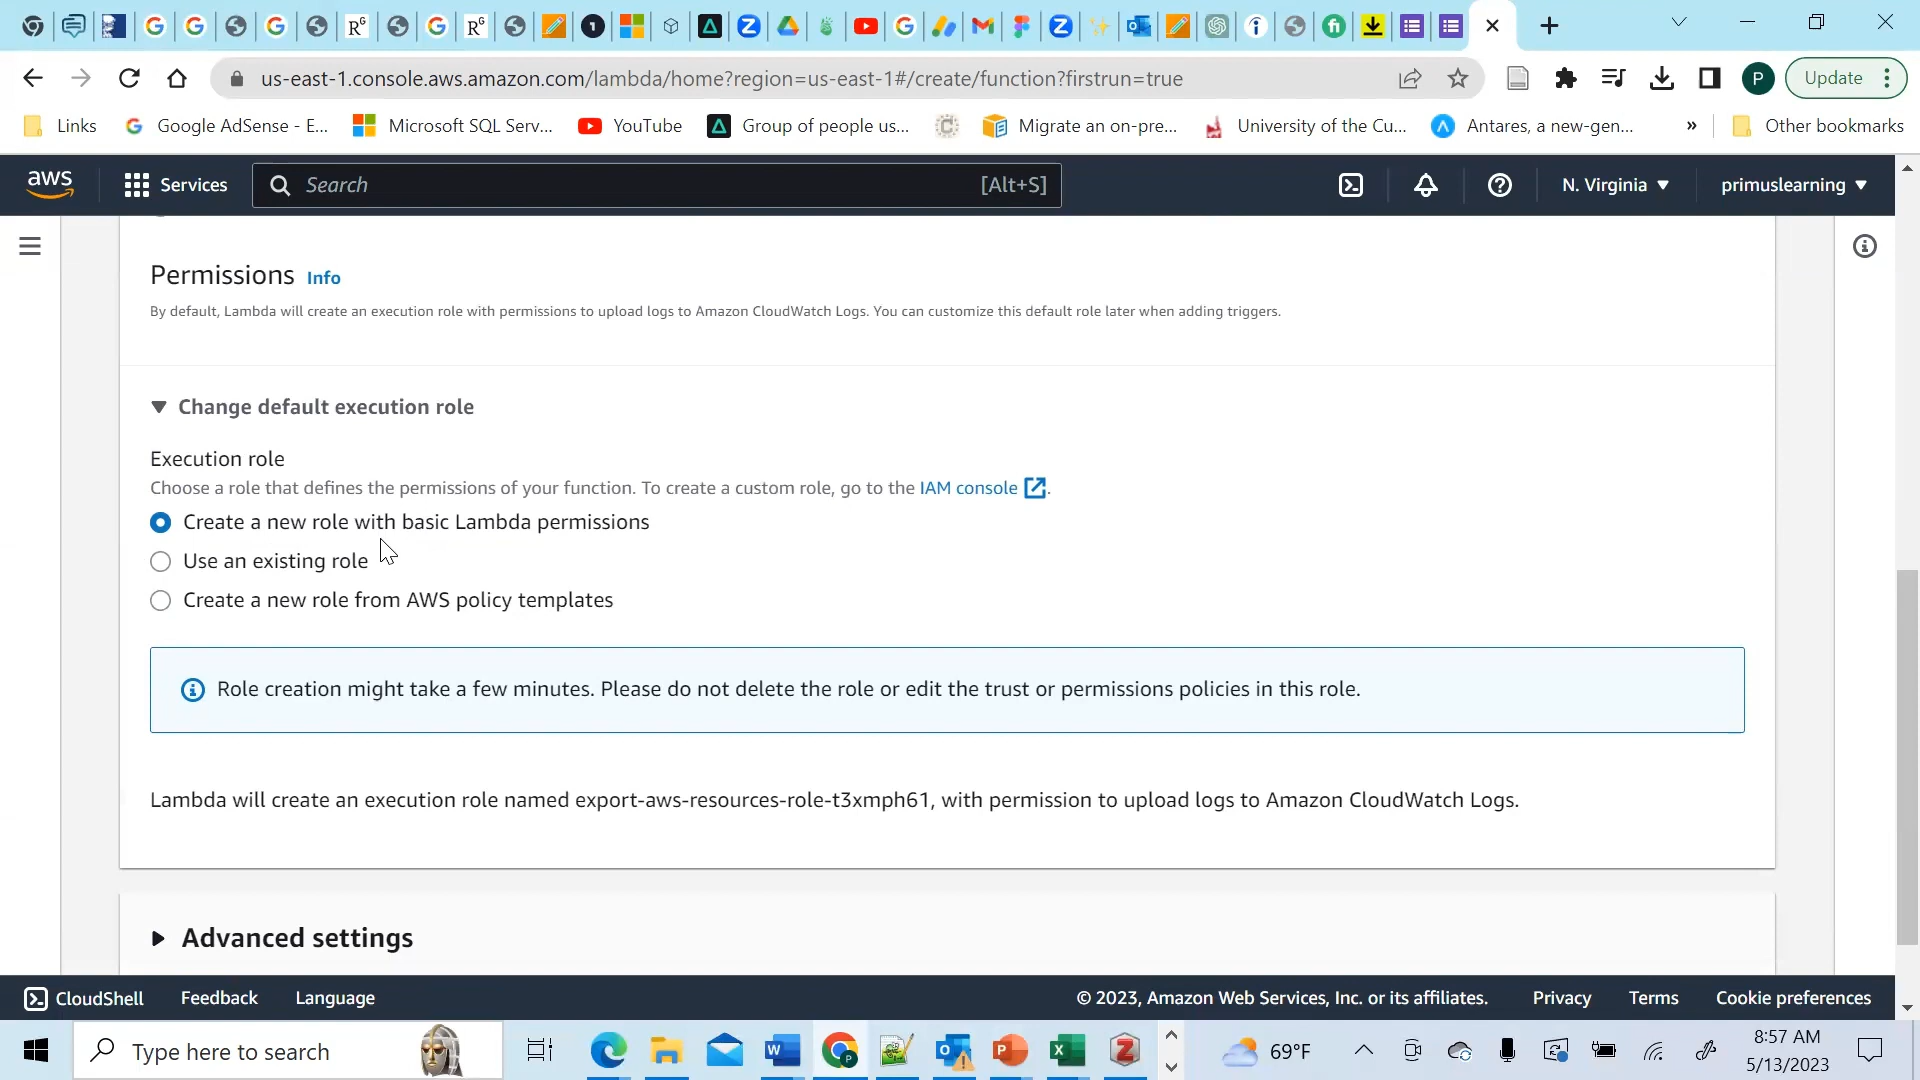 us-east-1.console.aws.amazon.com/lambda/home?region=us-east-1#/create/function?firstrun=true
P
Update
Links
Google AdSense - E...
Microsoft SQL Serv...
YouTube
Group of people us...
Migrate an on-pre...
University of the Cu...
Antares, a new-gen...
»
Other bookmarks
aws
Services
Search
[Alt+S]
N. Virginia
primuslearning
Permissions Info
By default, Lambda will create an execution role with permissions to upload logs to Amazon CloudWatch Logs. You can customize this default role later when adding triggers.
Change default execution role
Execution role
Choose a role that defines the permissions of your function. To create a custom role, go to the IAM console.
Create a new role with basic Lambda permissions
Use an existing role
Create a new role from AWS policy templates
Role creation might take a few minutes. Please do not delete the role or edit the trust or permissions policies in this role.
Lambda will create an execution role named export-aws-resources-role-t3xmph61, with permission to upload logs to Amazon CloudWatch Logs.
Advanced settings
CloudShell
Feedback
Language
© 2023, Amazon Web Services, Inc. or its affiliates.
Privacy
Terms
Cookie preferences
Type here to search
69°F
8:57 AM
5/13/2023